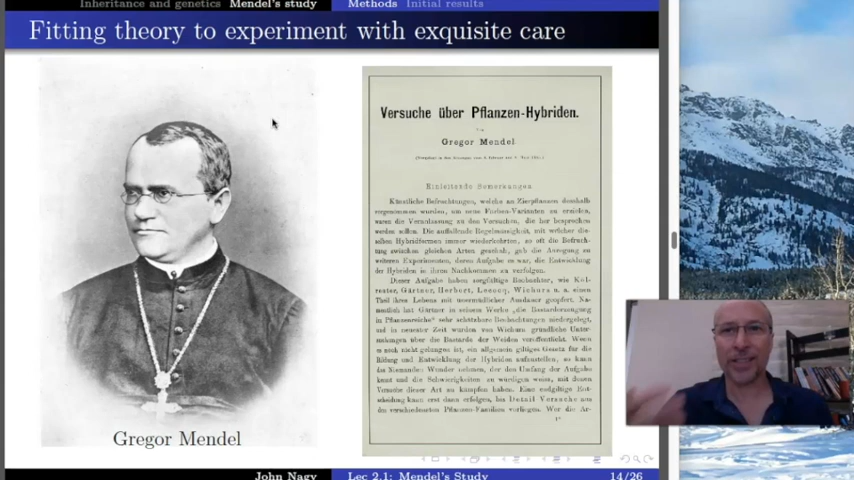 Inheritance and genetics Mendel's study Methods Initial results
Fitting theory to experiment with exquisite care
Versuche über Pflanzen-Hybriden.
Von
Gregor Mendel.
Einleitende Bemerkungen
Künstliche Befruchtungen, welche an Zierpflanzen desshalb
vorgenommen wurden, um neue Farben-Varianten zu erzielen,
waren die Veranlassung zu den Versuchen, die her besprochen
werden sollen. Die auffallende Regelmässigkeit, mit welcher die-
selben Hybridformen immer wiederkehrten, so oft die Befruch-
tung zwischen gleichen Arten geschah, gab die Anregung zu
weiteren Experimenten, deren Aufgabe es war, die Entwicklung
der Hybriden in ihren Nachkommen zu verfolgen.
Dieser Aufgabe haben sorgfältige Beobachter, wie Köl-
reuter, Gärtner, Herbert, Lecocq, Wichura u. a. einen
Theil ihres Lebens mit unermüdlicher Ausdauer geopfert. Na-
mentlich hat Gärtner in seinem Werke „die Bastarderzeugung
im Pflanzenreiche" sehr schätzbare Beobachtungen niedergelegt,
und in neuester Zeit wurden von Wichura gründliche Unter-
suchungen über die Bastarde der Weiden veröffentlicht. Wenn
es noch nicht gelungen ist, ein allgemein giltiges Gesetz für die
Bildung und Entwicklung der Hybriden aufzustellen, so kann
das Niemanden Wunder nehmen, der den Umfang der Aufgabe
kennt und die Schwierigkeiten zu würdigen weiss, mit denen
Versuche dieser Art zu kämpfen haben. Eine endgiltige Ent-
scheidung kann erst dann erfolgen, bis Detail Versuche aus
den verschiedensten Pflanzen-Familien vorliegen. Wer die Ar-
1*
Gregor Mendel
John Nagy Lec 2.1: Mendel's Study 14/26